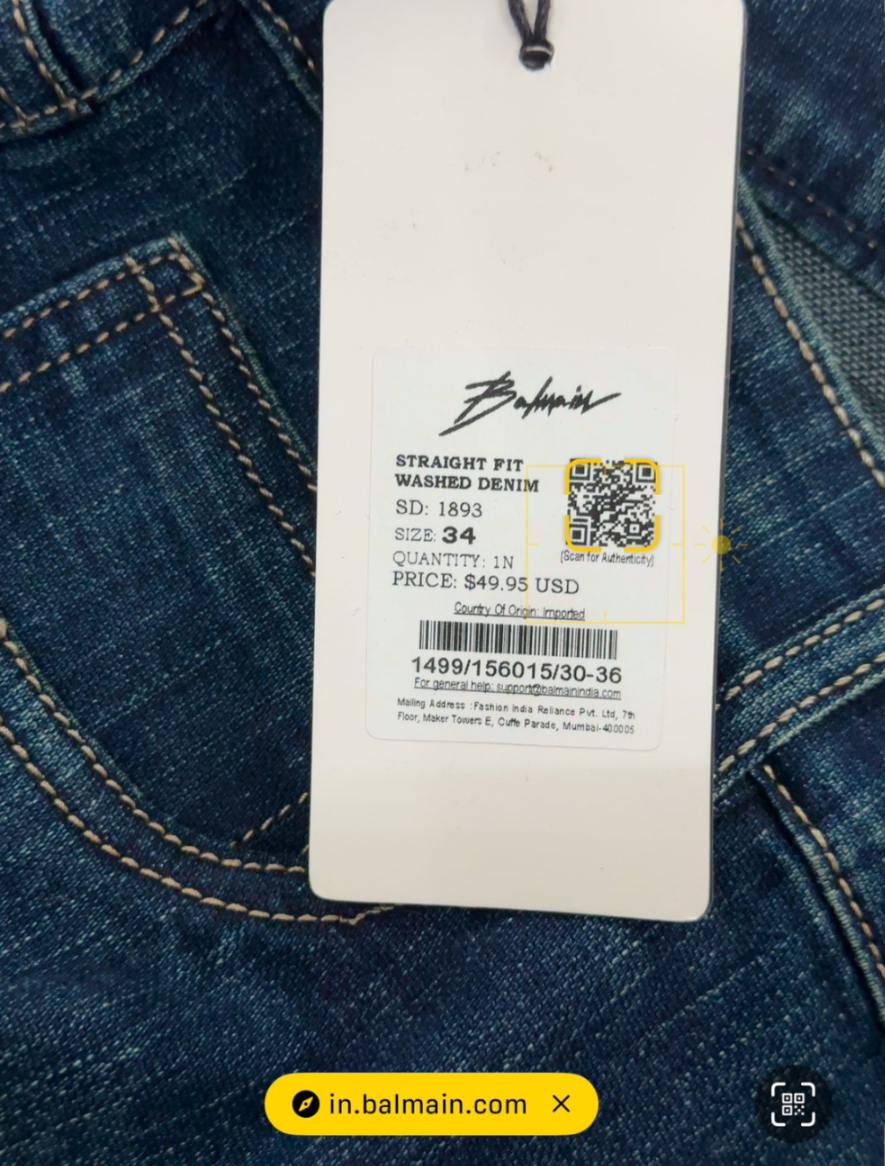 Balmain
STRAIGHT FIT
WASHED DENIM
SD: 1893
SIZE: 34
QUANTITY: 1N
(Scan for Authenticity)
PRICE: $49.95 USD
Country Of Origin: Imported
1499/156015/30-36
For general help: support@balmainindia.com
Mailing Address :Fashion India Reliance Pvt. Ltd, 7th
Floor, Maker Towers E, Cuffe Parade, Mumbai-400005
in.balmain.com